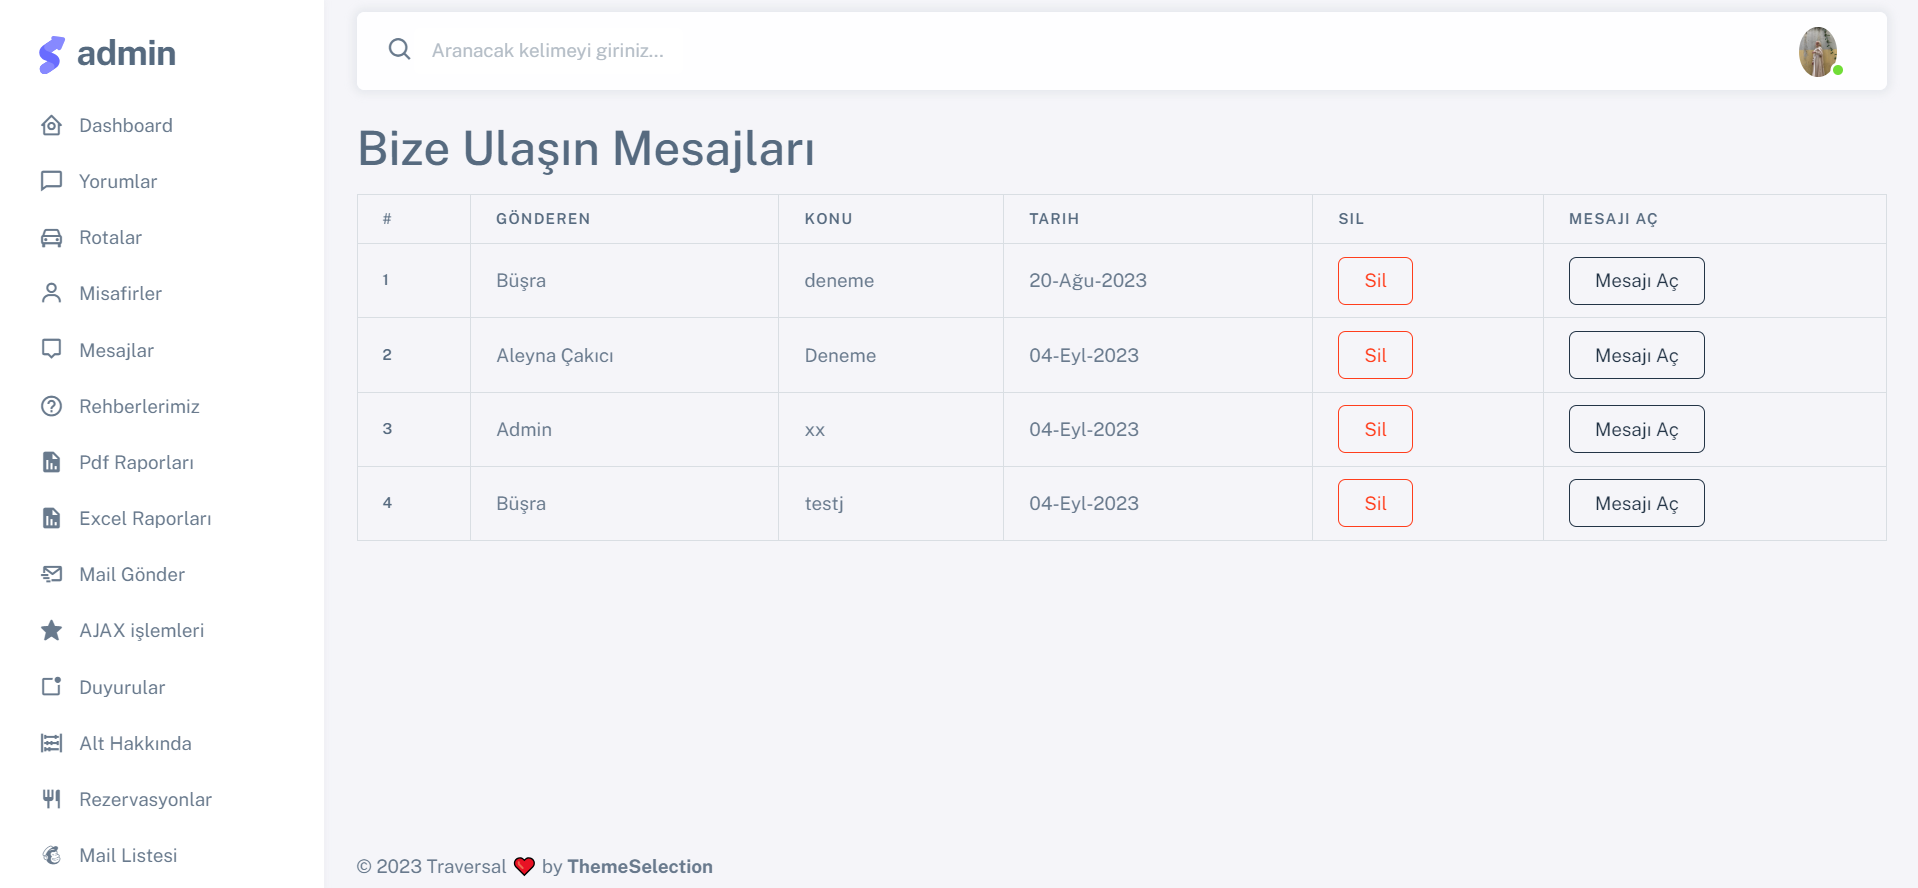 admin
Dashboard
Yorumlar
Rotalar
Misafirler
Mesajlar
Rehberlerimiz
Pdf Raporları
Excel Raporları
Mail Gönder
AJAX işlemleri
Duyurular
Alt Hakkında
Rezervasyonlar
Mail Listesi
Aranacak kelimeyi giriniz...
Bize Ulaşın Mesajları
# GÖNDEREN KONU TARIH SIL MESAJI AÇ
1 Büşra deneme 20-Ağu-2023 Sil Mesajı Aç
2 Aleyna Çakıcı Deneme 04-Eyl-2023 Sil Mesajı Aç
3 Admin xx 04-Eyl-2023 Sil Mesajı Aç
4 Büşra testj 04-Eyl-2023 Sil Mesajı Aç
© 2023 Traversal ❤️ by ThemeSelection